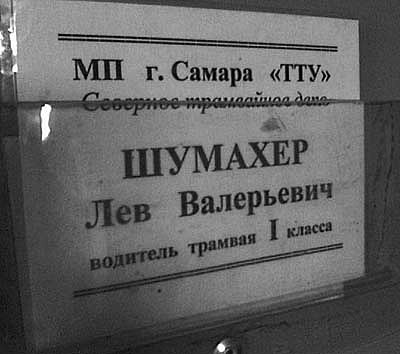 МП г. Самара «ТТУ»
Северное трамвайное депо
ШУМАХЕР
Лев Валерьевич
водитель трамвая I класса